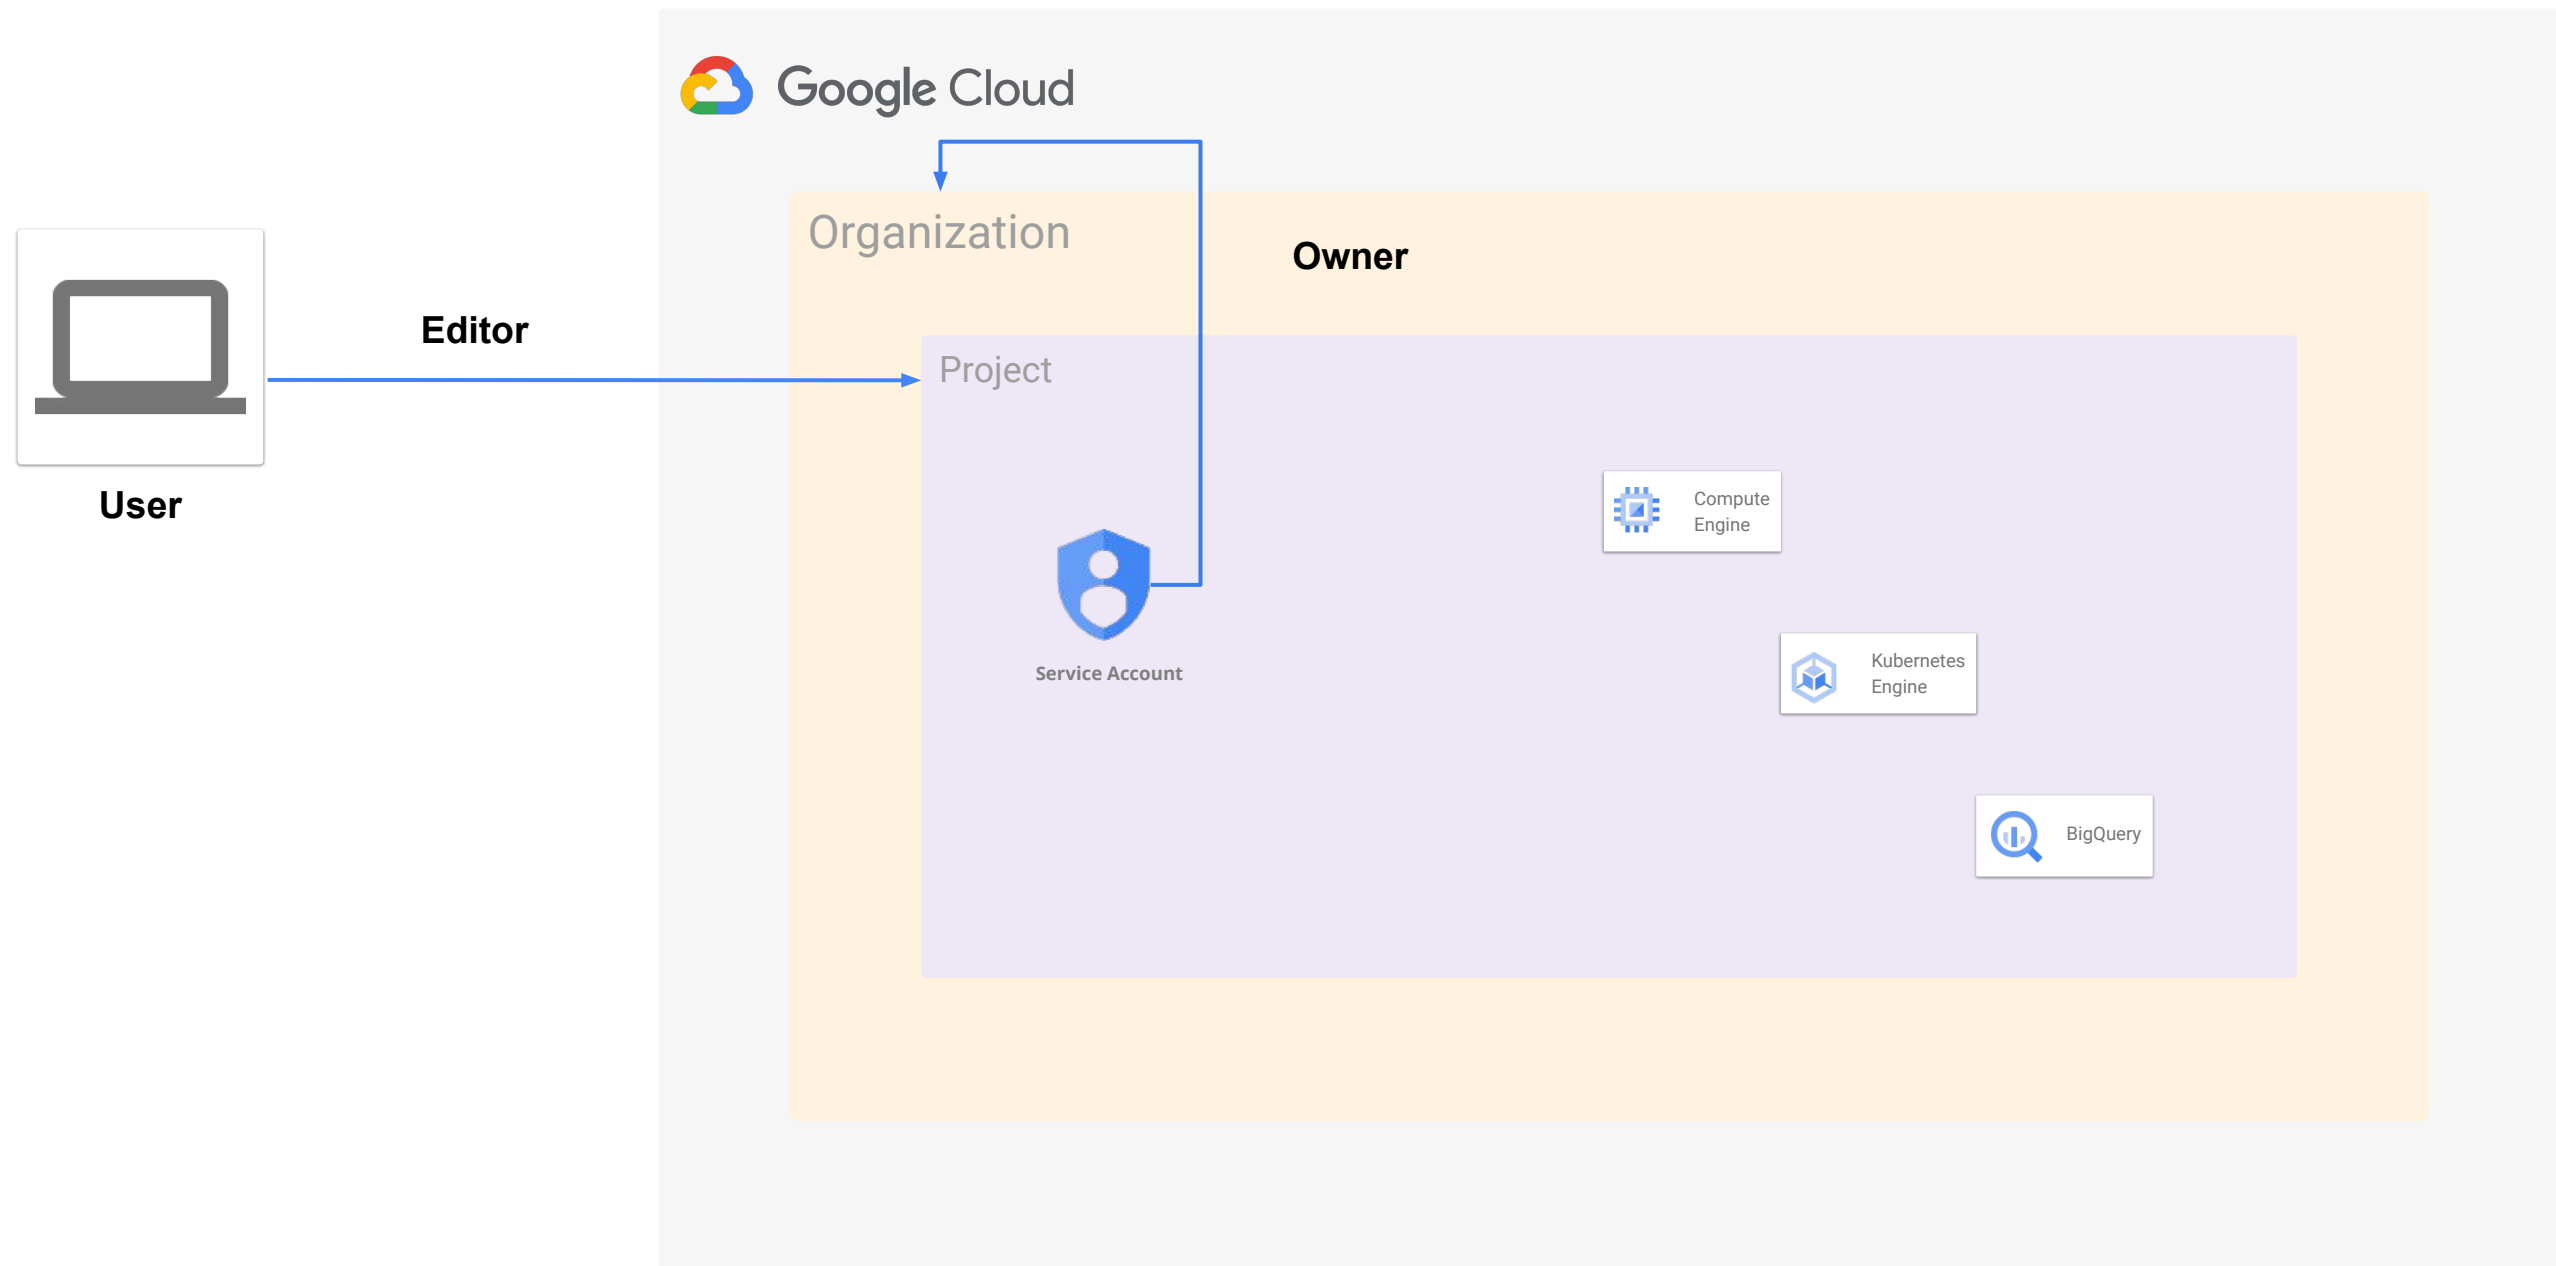 Google Cloud
Organization
Owner
Editor
Project
User
Compute
Engine
Service Account
Kubernetes
Engine
BigQuery